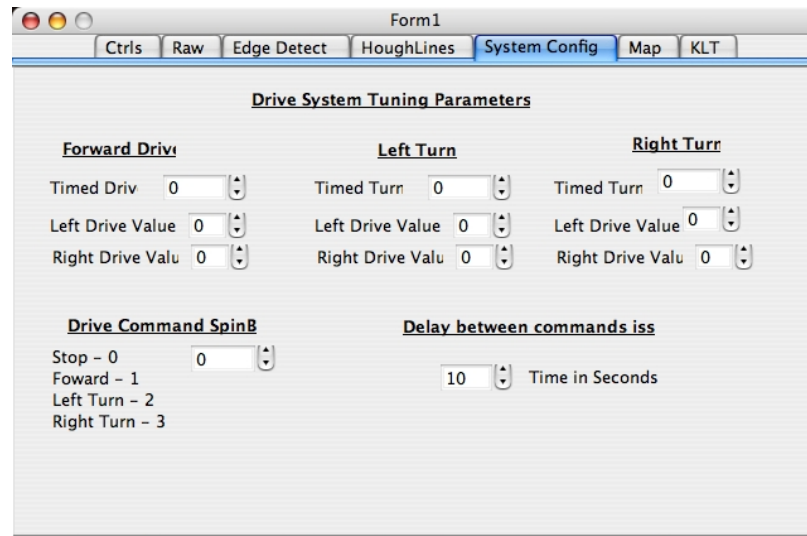 Form1
Ctrls Raw Edge Detect HoughLines System Config Map KLT
Drive System Tuning Parameters
Forward Drive Left Turn Right Turn
Timed Driv 0 Timed Turn 0 Timed Turn 0
Left Drive Value 0 Left Drive Value 0 Left Drive Value 0
Right Drive Valu 0 Right Drive Valu 0 Right Drive Valu 0
Drive Command SpinB Delay between commands iss
Stop - 0 0
Foward - 1 10 Time in Seconds
Left Turn - 2
Right Turn - 3